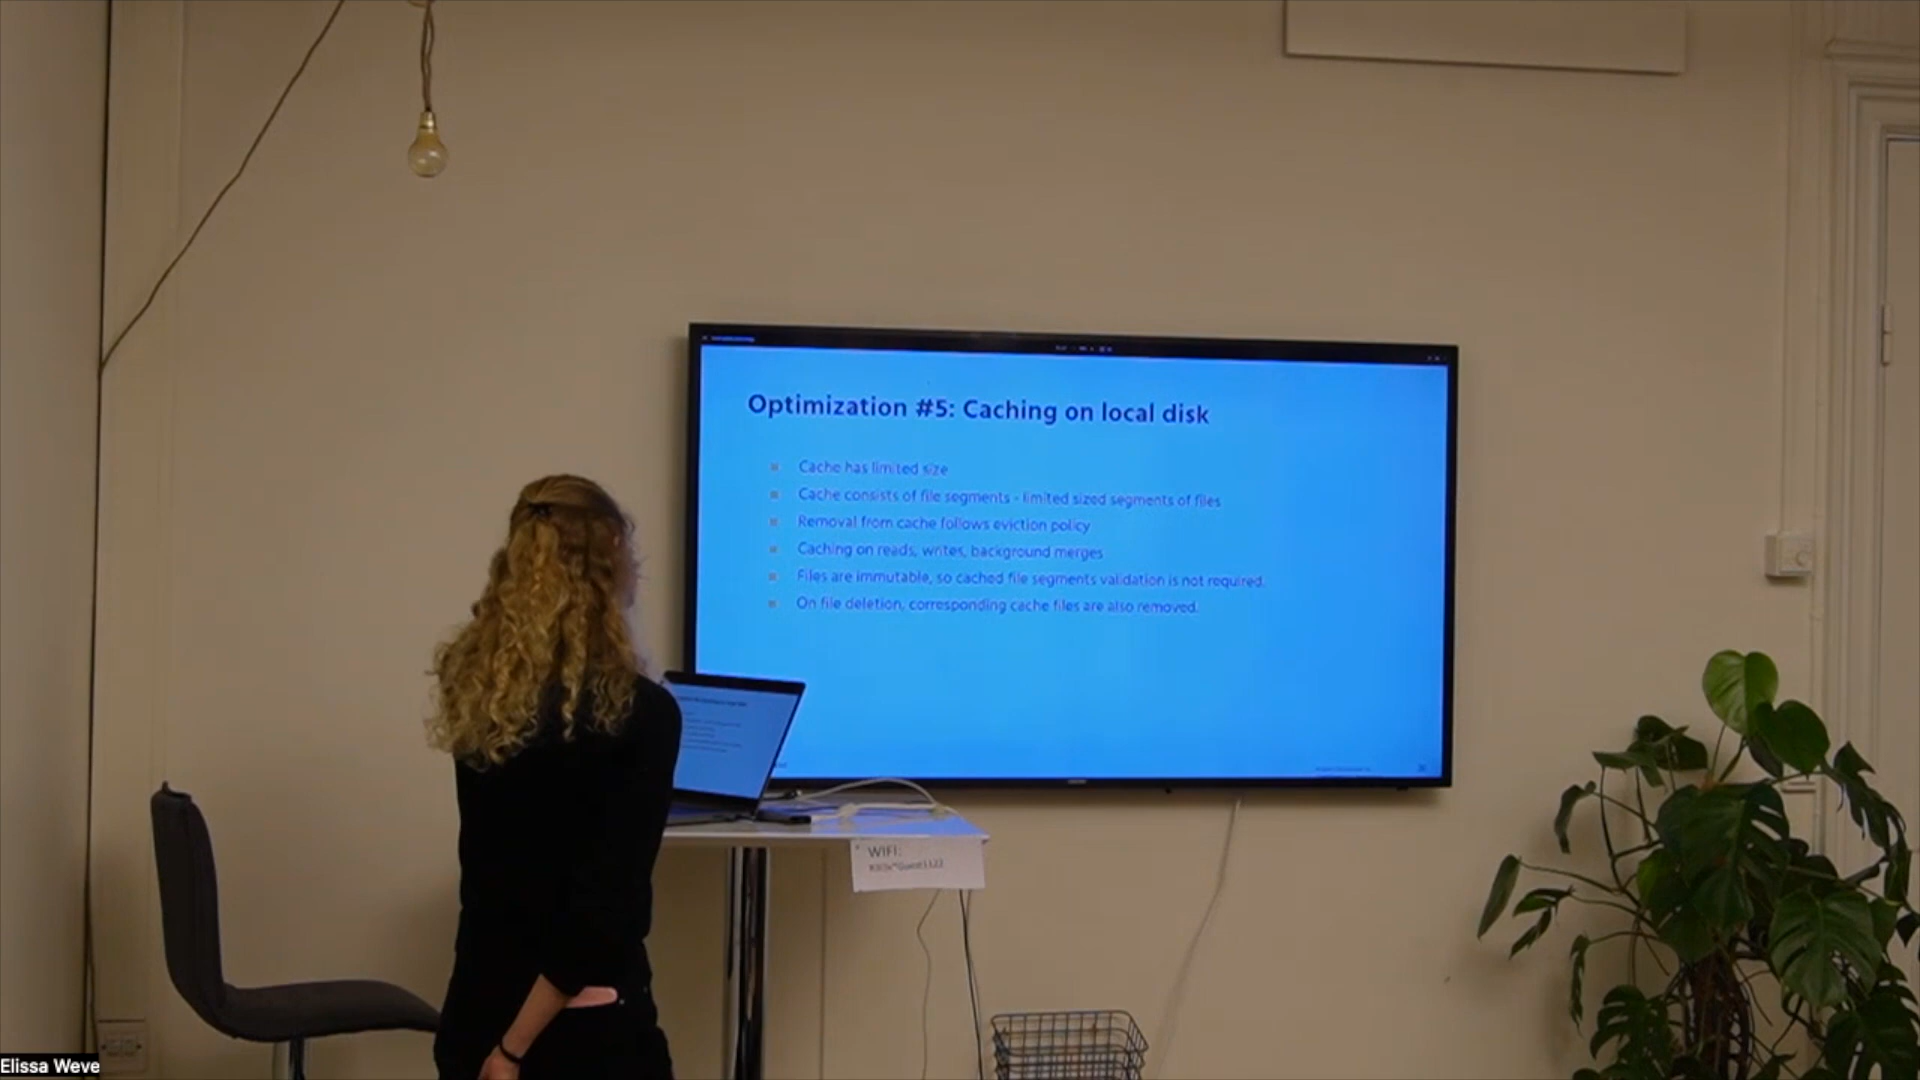 Optimization #5: Caching on local disk
Cache has limited size
Cache consists of file segments - limited sized segments of files
Removal from cache follows eviction policy
Caching on reads, writes, background merges
Files are immutable, so cached file segments validation is not required.
On file deletion, corresponding cache files are also removed.
WIFI:
Elissa Weve